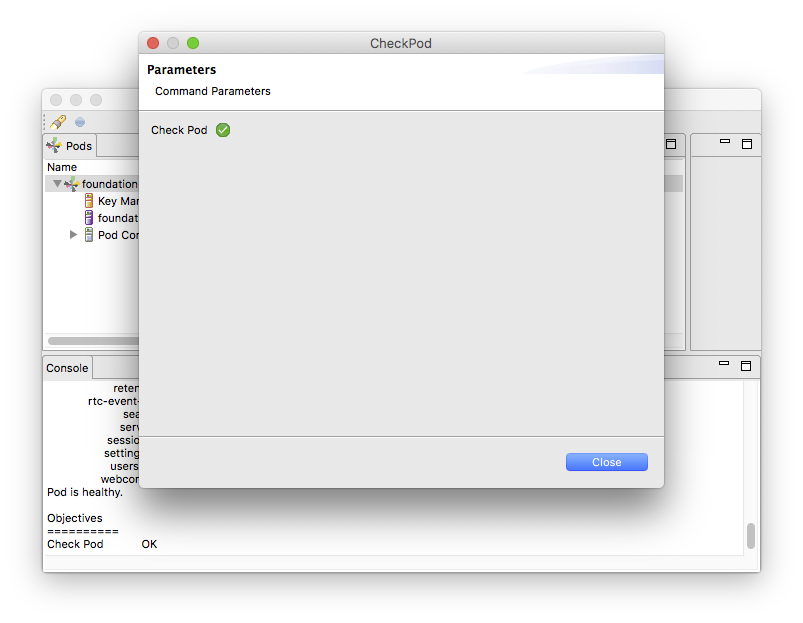 CheckPod
Parameters
Command Parameters
Check Pod
Pods
Name
foundation
Key Mar
foundat
Pod Cor
Close
Console
reten
rtc-event-
sea
serv
sessio
setting
users
webcor
Pod is healthy.
Objectives
==========
Check Pod OK